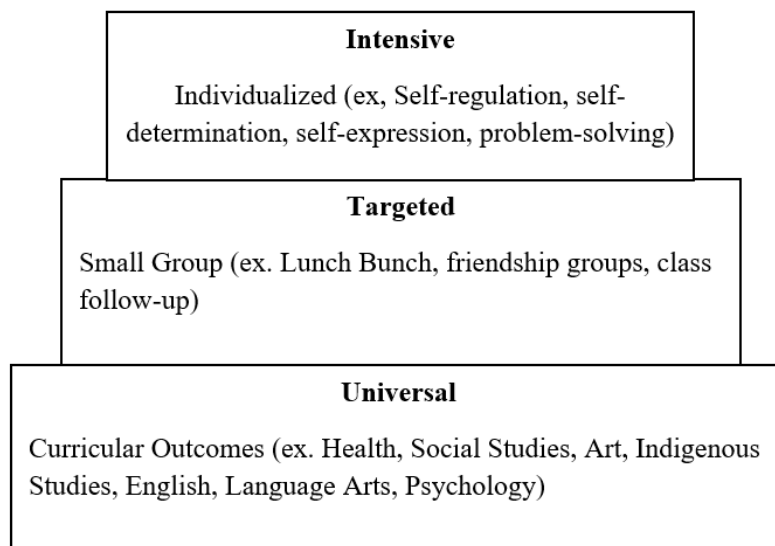 Intensive
Individualized (ex, Self-regulation, self-
determination, self-expression, problem-solving)
Targeted
Small Group (ex. Lunch Bunch, friendship groups, class
follow-up)
Universal
Curricular Outcomes (ex. Health, Social Studies, Art, Indigenous
Studies, English, Language Arts, Psychology)